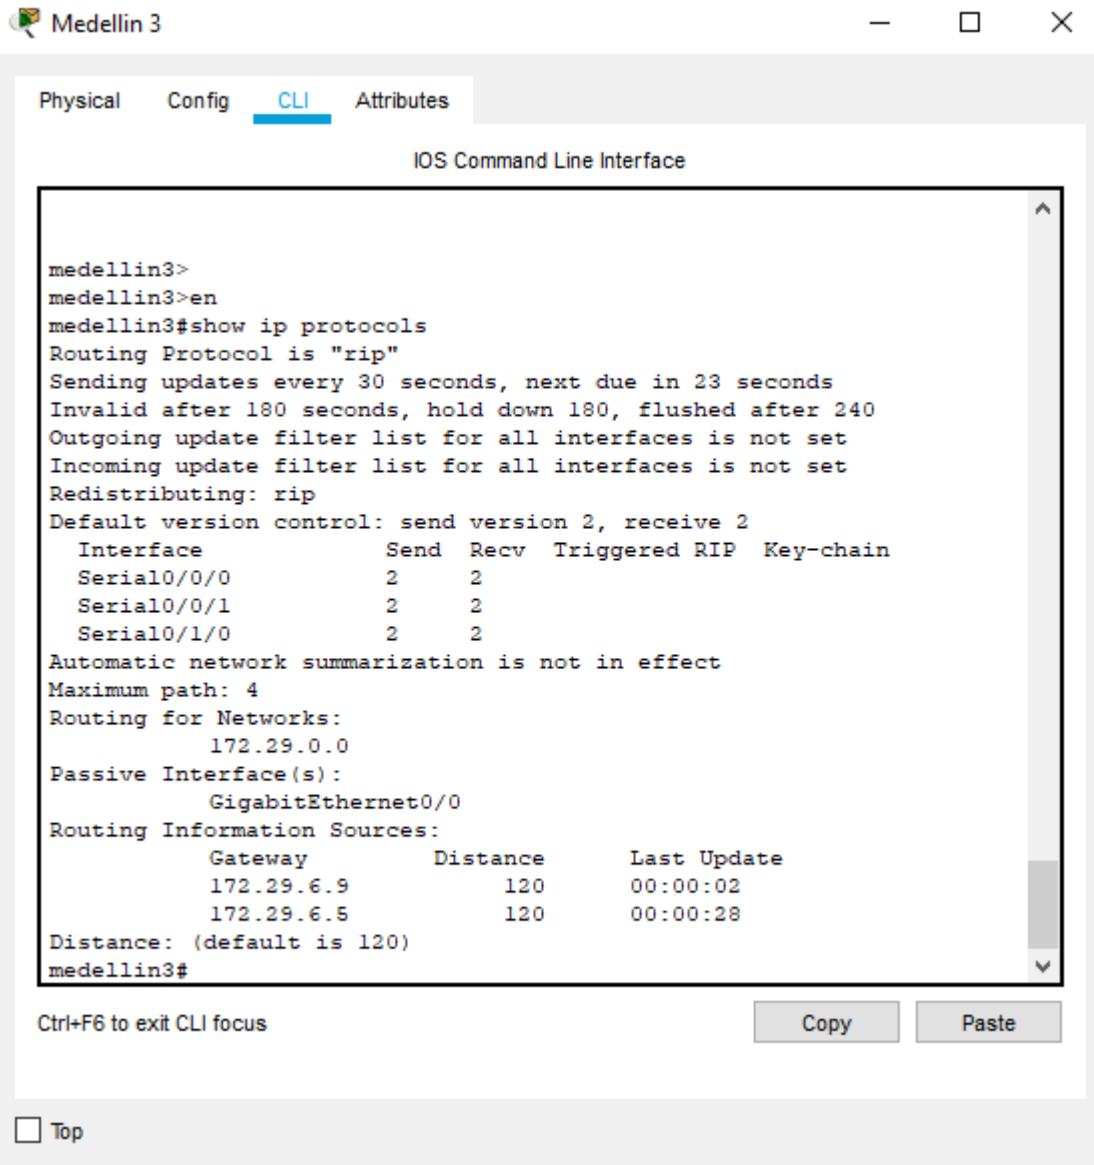 Medellin 3
Physical Config CLI Attributes
IOS Command Line Interface
medellin3>
medellin3>en
medellin3#show ip protocols
Routing Protocol is "rip"
Sending updates every 30 seconds, next due in 23 seconds
Invalid after 180 seconds, hold down 180, flushed after 240
Outgoing update filter list for all interfaces is not set
Incoming update filter list for all interfaces is not set
Redistributing: rip
Default version control: send version 2, receive 2
  Interface             Send  Recv  Triggered RIP  Key-chain
  Serial0/0/0           2     2
  Serial0/0/1           2     2
  Serial0/1/0           2     2
Automatic network summarization is not in effect
Maximum path: 4
Routing for Networks:
            172.29.0.0
Passive Interface(s):
            GigabitEthernet0/0
Routing Information Sources:
            Gateway         Distance      Last Update
            172.29.6.9           120      00:00:02
            172.29.6.5           120      00:00:28
Distance: (default is 120)
medellin3#
Ctrl+F6 to exit CLI focus
Copy Paste
Top